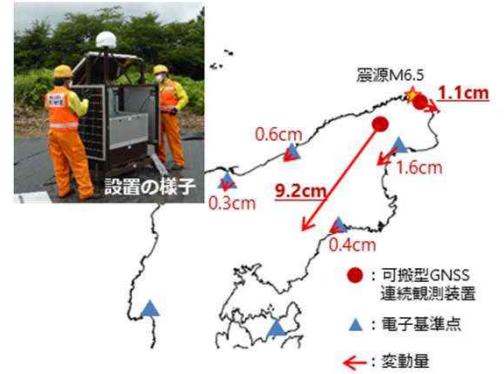 設置の様子
震源M6.5
1.1cm
0.6cm
1.6cm
0.3cm
9.2cm
0.4cm
：可搬型GNSS
連続観測装置
：電子基準点
：変動量